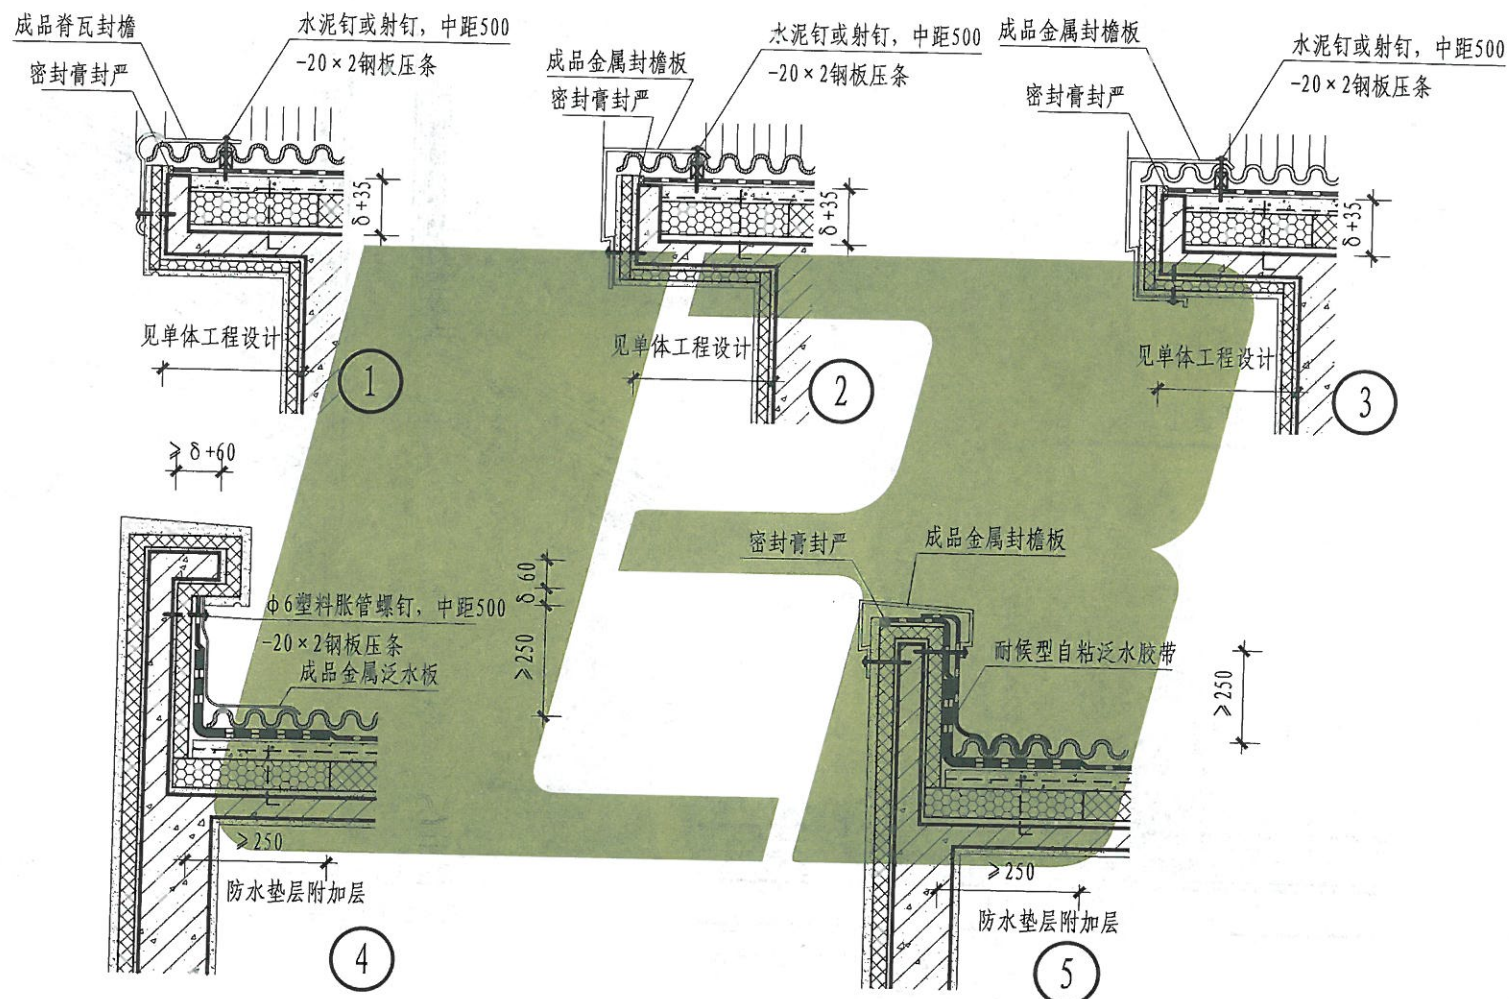 成品脊瓦封檐
密封膏封严
水泥钉或射钉，中距500
-20×2钢板压条
δ+35
见单体工程设计
1
成品金属封檐板
密封膏封严
水泥钉或射钉，中距500
-20×2钢板压条
δ+35
见单体工程设计
2
成品金属封檐板
密封膏封严
水泥钉或射钉，中距500
-20×2钢板压条
δ+35
见单体工程设计
3
≥δ+60
φ6塑料胀管螺钉，中距500
-20×2钢板压条
成品金属泛水板
60
δ
≥250
≥250
防水垫层附加层
4
密封膏封严
成品金属封檐板
耐候型自粘泛水胶带
≥250
≥250
防水垫层附加层
5